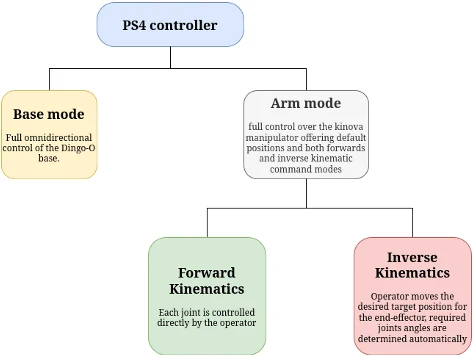 PS4 controller
Base mode
Full omnidirectional
control of the Dingo-O
base.
Arm mode
full control over the kinova
manipulator offering default
positions and both forwards
and inverse kinematic
command modes
Forward
Kinematics
Each joint is controlled
directly by the operator
Inverse
Kinematics
Operator moves the
desired target position for
the end-effector, required
joints angles are
determined automatically